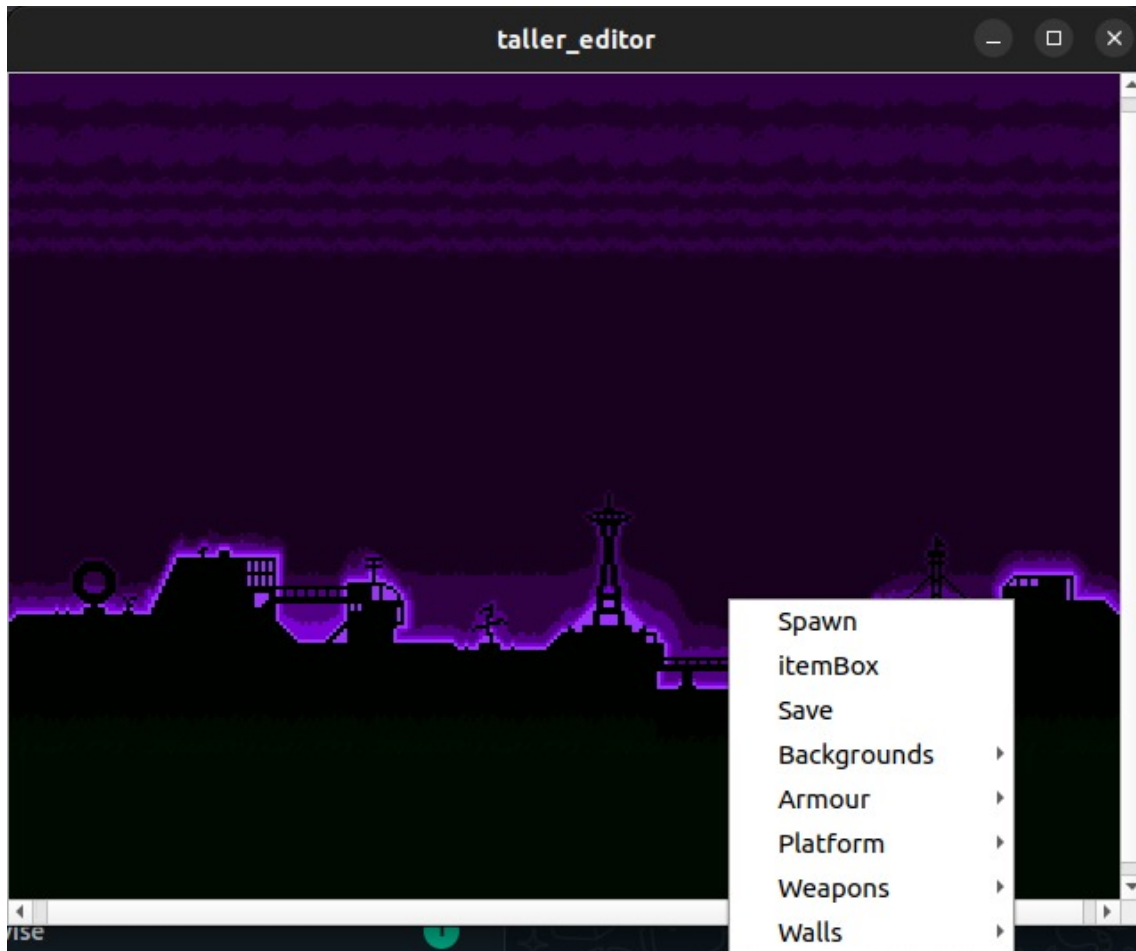 taller_editor
Spawn
itemBox
Save
Backgrounds
Armour
Platform
Weapons
Walls